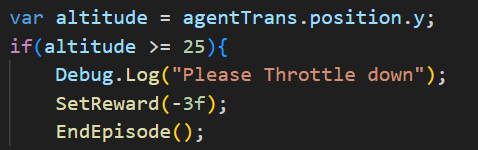 var altitude = agentTrans.position.y;
if(altitude >= 25){
Debug.Log("Please Throttle down");
SetReward(-3f);
EndEpisode();